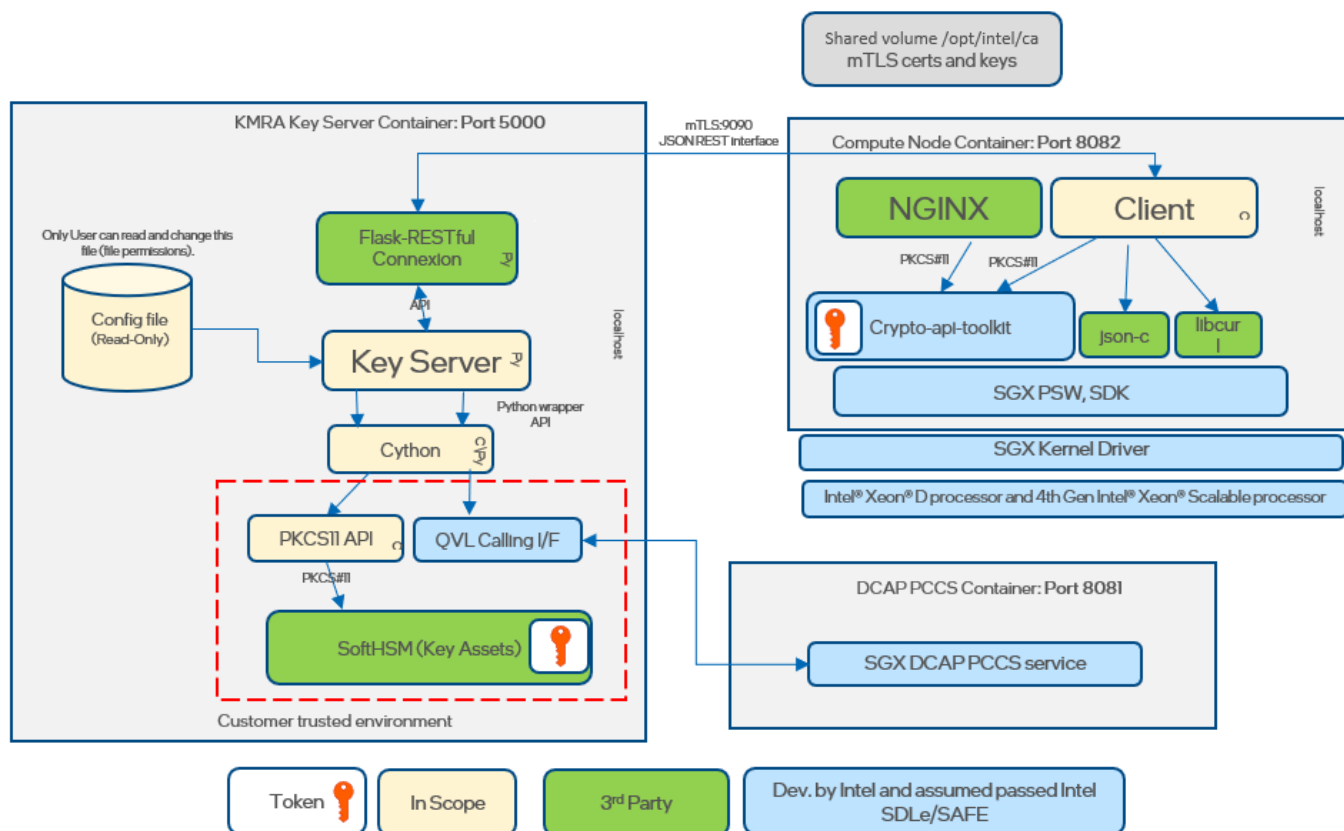 Shared volume /opt/intel/ca
mTLS certs and keys
KMRA Key Server Container: Port 5000
mTLS:9090
JSON REST interface
Compute Node Container: Port 8082
localhost
NGINX
Client
C
Only User can read and change this
file (file permissions).
Flask-RESTful
Connexion
Py
PKCS#11
PKCS#11
API
Config file
(Read-Only)
localhost
Crypto-api-toolkit
json-c
libcur
l
Key Server
Py
SGX PSW, SDK
Python wrapper
API
Cython
C\Py
SGX Kernel Driver
Intel® Xeon® D processor and 4th Gen Intel® Xeon® Scalable processor
PKCS11 API
C
QVL Calling I/F
PKCS#11
DCAP PCCS Container: Port 8081
SoftHSM (Key Assets)
SGX DCAP PCCS service
Customer trusted environment
Token
In Scope
3rd Party
Dev. by Intel and assumed passed Intel
SDLe/SAFE